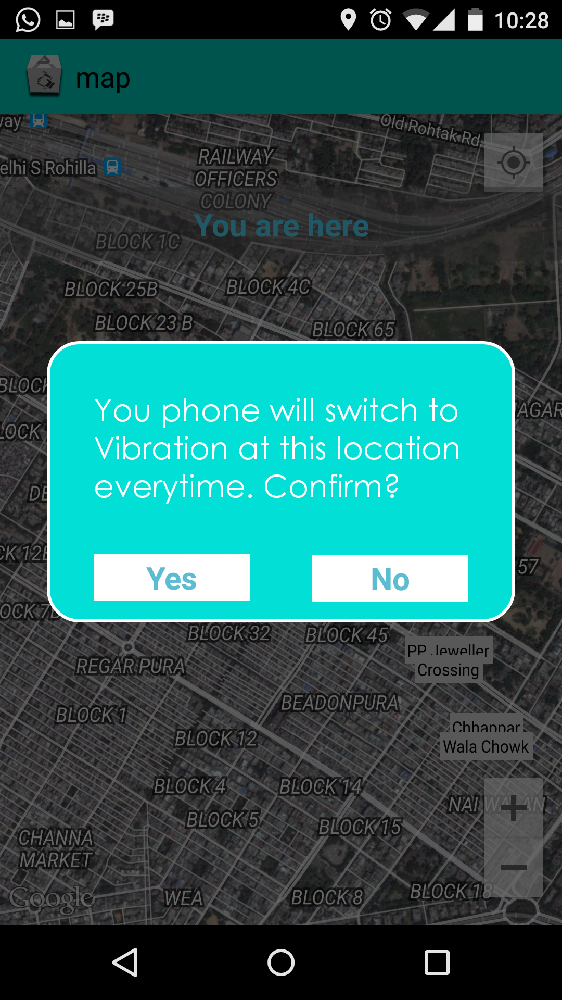 10:28
map
way
Old Rohtak Rd
elhi S Rohilla
RAILWAY
OFFICERS
COLONY
You are here
BLOCK 1C
BLOCK 25B
BLOCK 4C
BLOCK 23 B
BLOCK 65
BLOCK
NAGAR
LOCK
You phone will switch to
Vibration at this location
everytime. Confirm?
DE
CK 12E
57
Yes
No
OCK 7B
BLOCK 32
BLOCK 45
PP Jeweller
Crossing
REGAR PURA
BEADONPURA
BLOCK 1
Chhappar
Wala Chowk
BLOCK 12
BLOCK 4
BLOCK 14
NAI WALAN
BLOCK 5
BLOCK 15
CHANNA
MARKET
Google
WEA
BLOCK 8
BLOCK 18